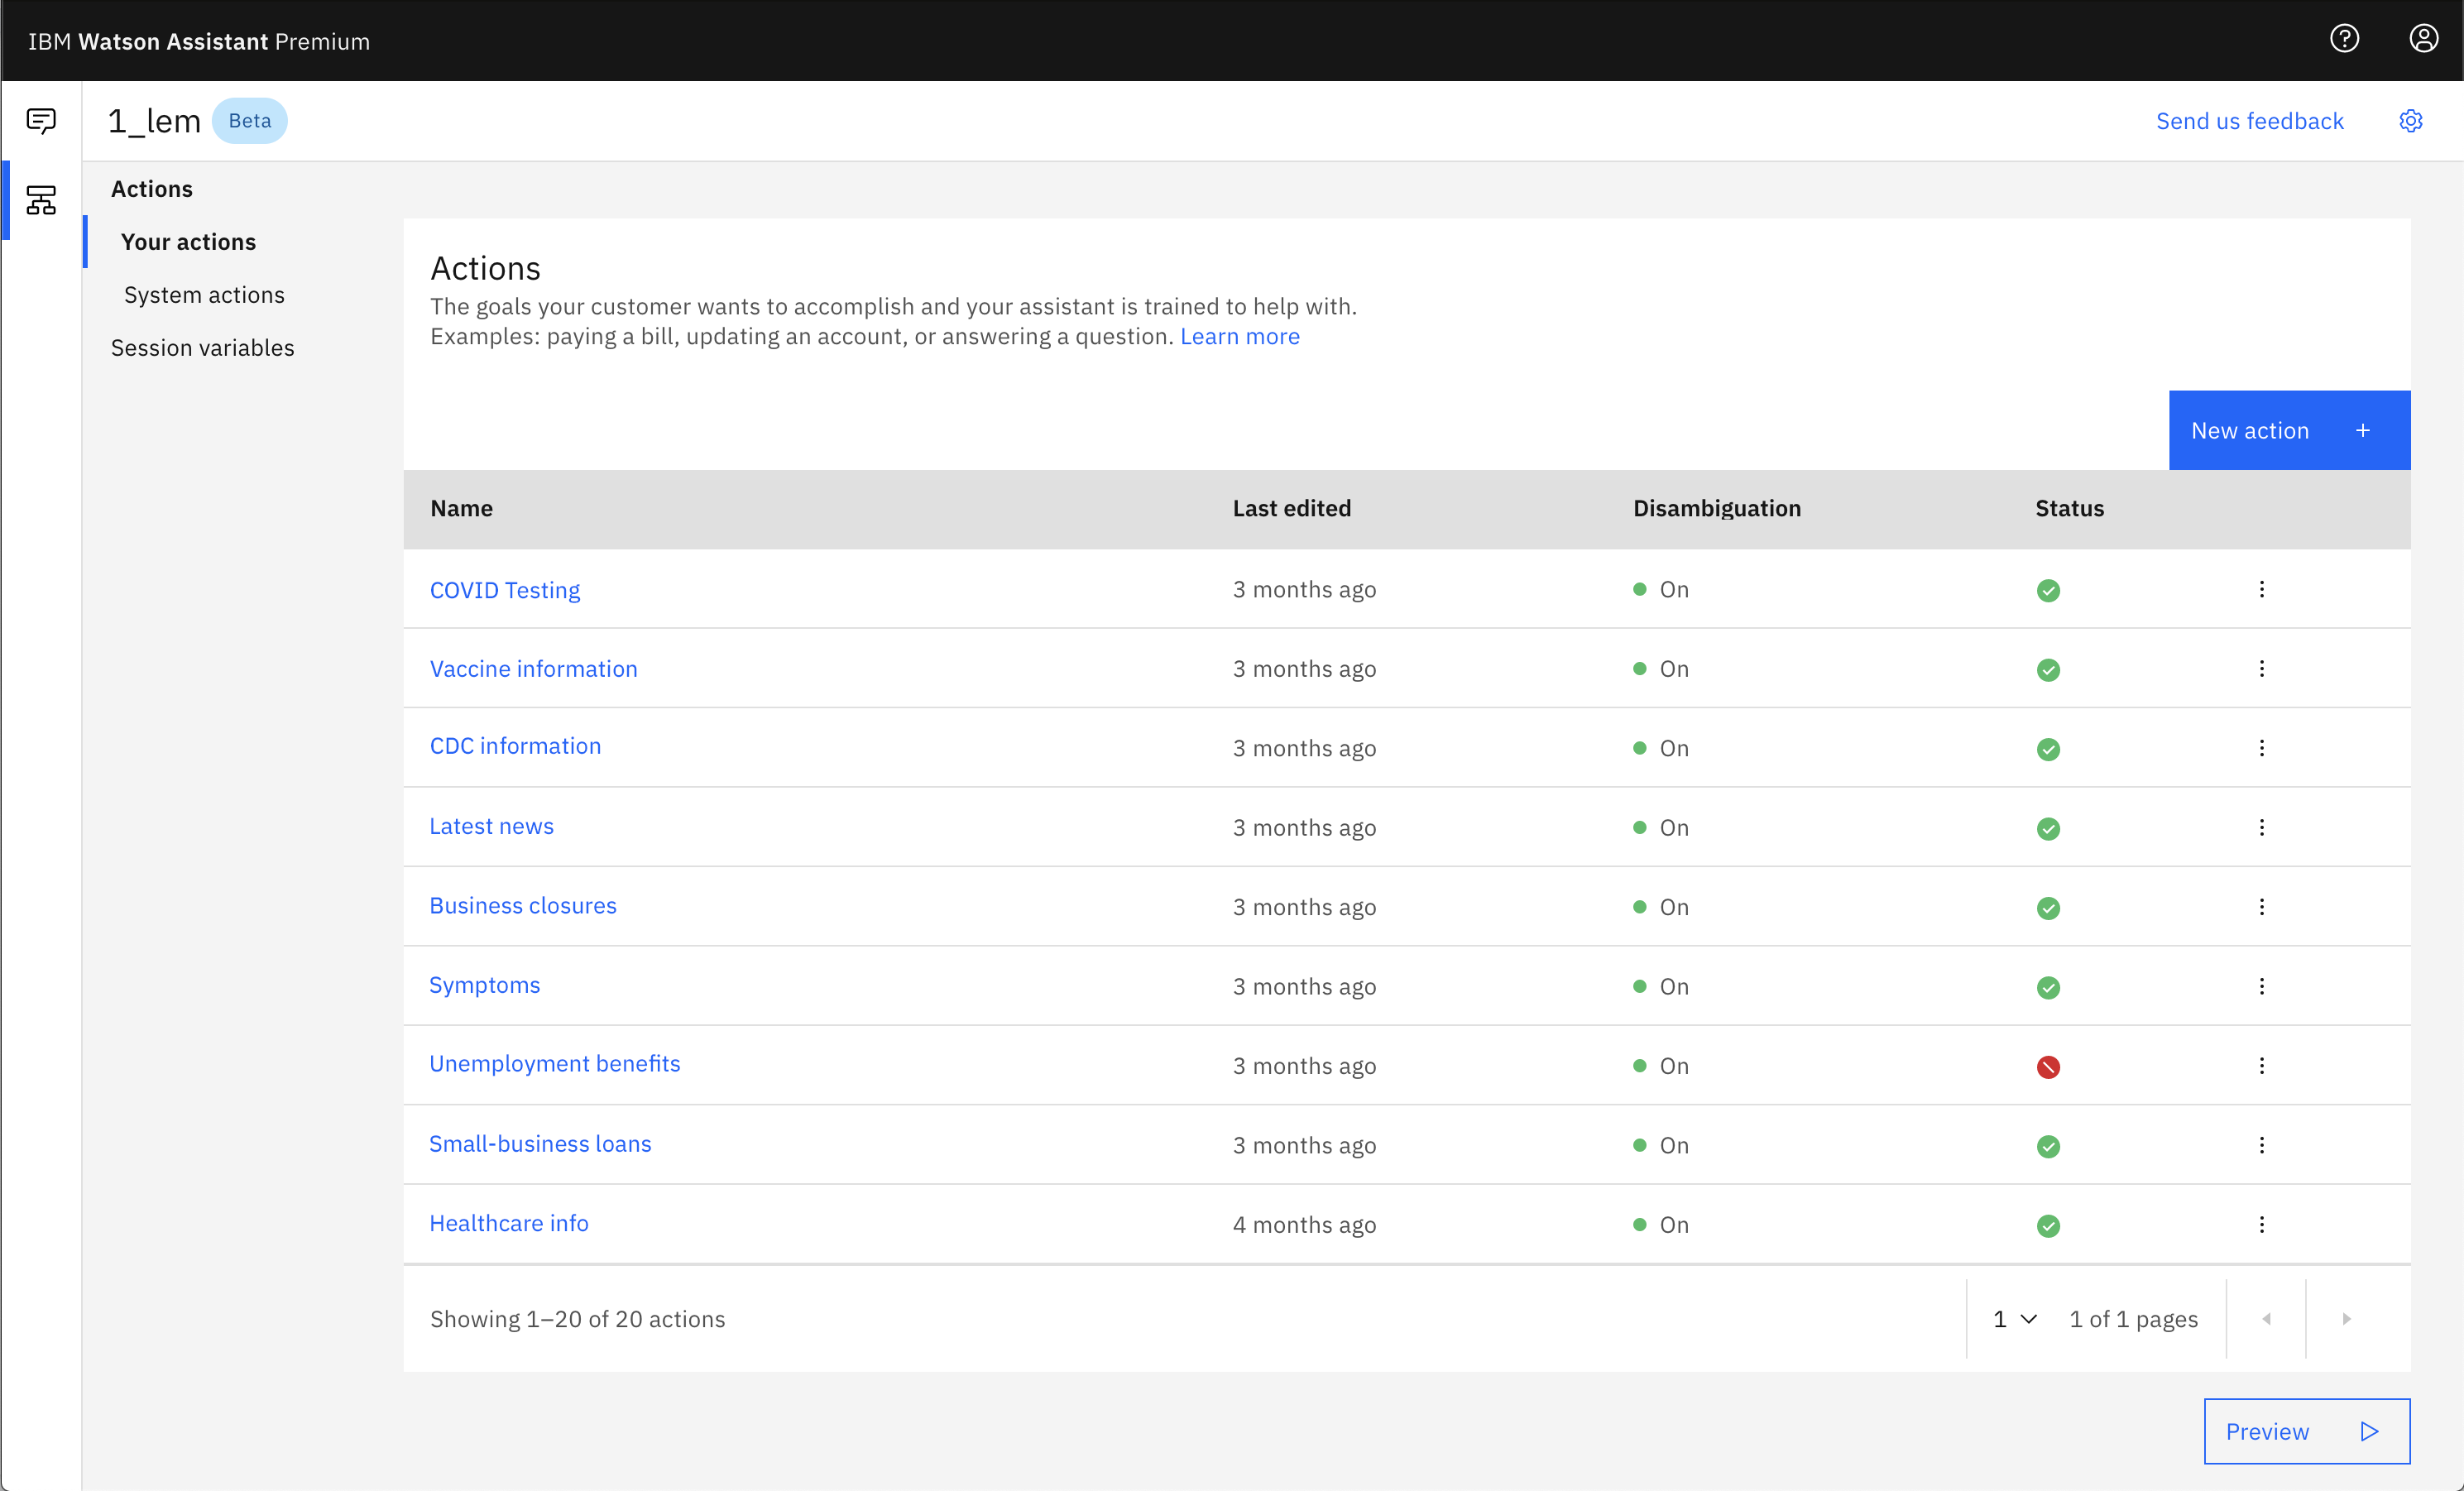 IBM Watson Assistant Premium
1_lem
Beta
Send us feedback
Actions
Your actions
System actions
Session variables
Actions
The goals your customer wants to accomplish and your assistant is trained to help with.
Examples: paying a bill, updating an account, or answering a question. Learn more
New action
Name Last edited Disambiguation Status
COVID Testing 3 months ago On
Vaccine information 3 months ago On
CDC information 3 months ago On
Latest news 3 months ago On
Business closures 3 months ago On
Symptoms 3 months ago On
Unemployment benefits 3 months ago On
Small-business loans 3 months ago On
Healthcare info 4 months ago On
Showing 1–20 of 20 actions 1 1 of 1 pages
Preview